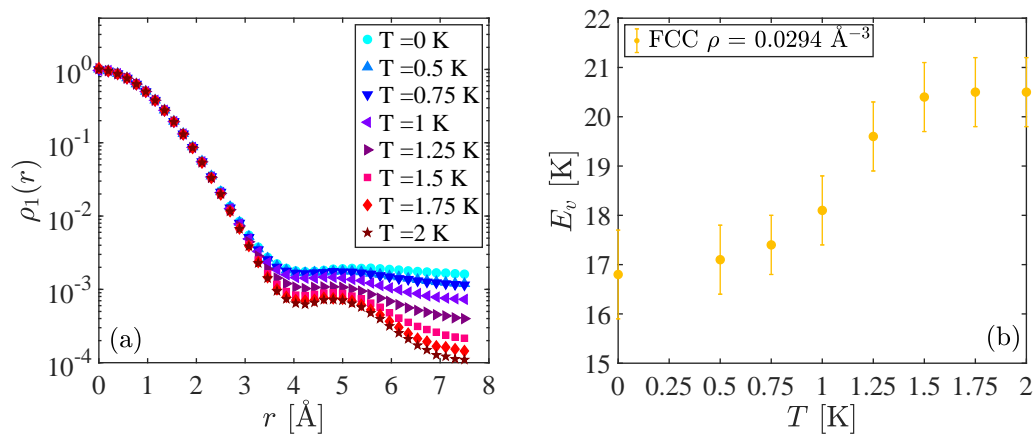 T =0 K
T =0.5 K
T =0.75 K
T =1 K
T =1.25 K
T =1.5 K
T =1.75 K
T =2 K
10^0
10^-1
10^-2
10^-3
10^-4
ρ₁(r)
(a)
0 1 2 3 4 5 6 7 8
r [Å]
FCC ρ = 0.0294 Å⁻³
22
21
20
19
18
17
16
15
E_v [K]
(b)
0 0.25 0.5 0.75 1 1.25 1.5 1.75 2
T [K]